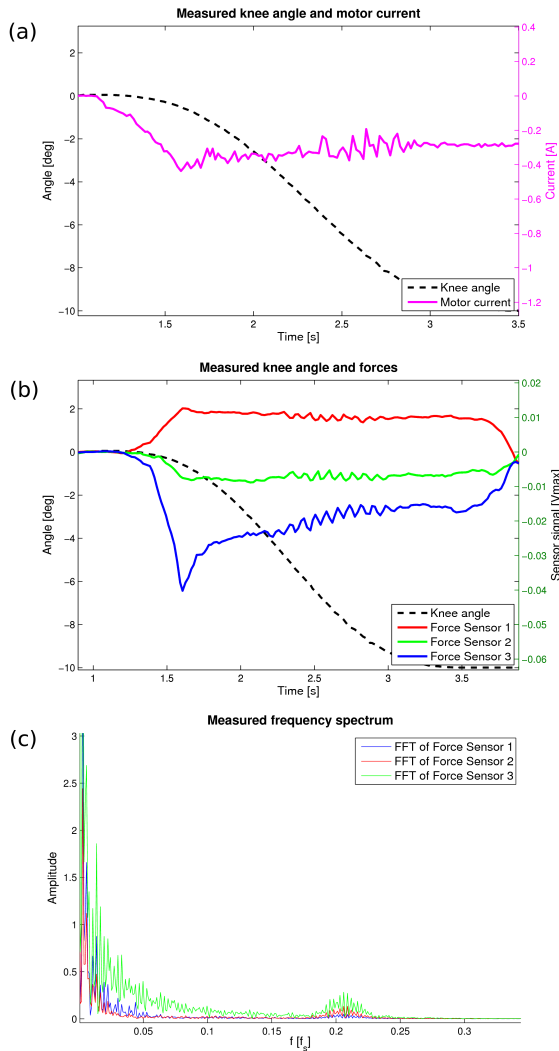 (a)
Measured knee angle and motor current
2
0
−2
−4
−6
−8
−10
Angle [deg]
0.4
0.2
0
−0.2
−0.4
−0.6
−0.8
−1
−1.2
Current [A]
Knee angle
Motor current
1.5
2
2.5
3
3.5
Time [s]
(b)
Measured knee angle and forces
2
0
−2
−4
−6
−8
−10
Angle [deg]
0.02
0.01
0
−0.01
−0.02
−0.03
−0.04
−0.05
−0.06
Sensor signal [Vmax]
Knee angle
Force Sensor 1
Force Sensor 2
Force Sensor 3
1
1.5
2
2.5
3
3.5
Time [s]
(c)
Measured frequency spectrum
3
2.5
2
1.5
1
0.5
0
Amplitude
FFT of Force Sensor 1
FFT of Force Sensor 2
FFT of Force Sensor 3
0.05
0.1
0.15
0.2
0.25
0.3
f [fs]